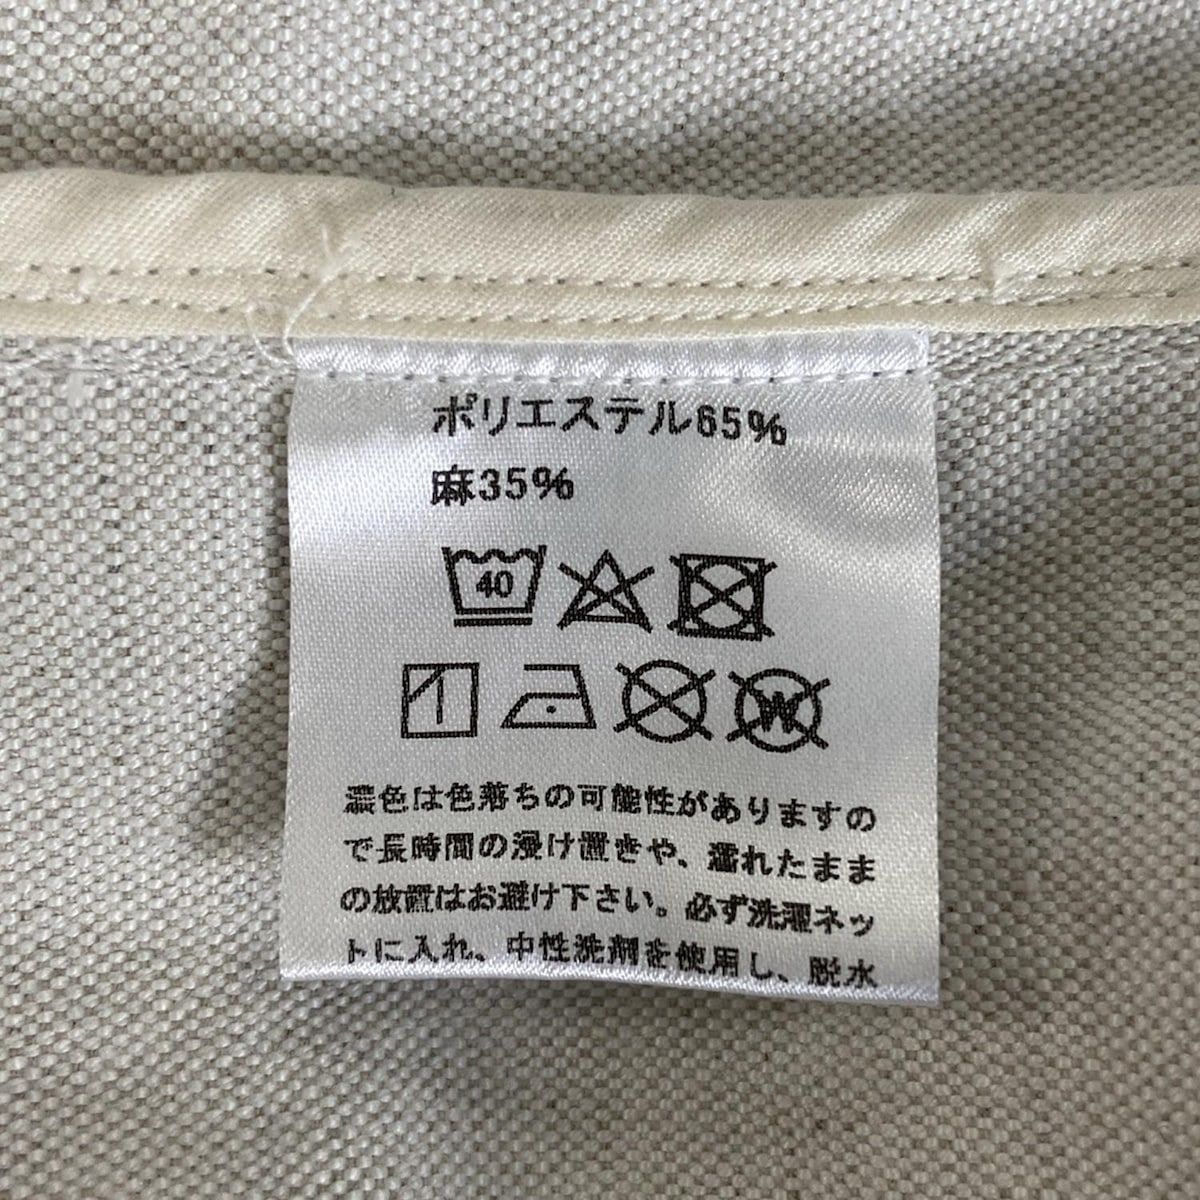 ポリエステル65%
麻35%
40
W
濃色は色落ちの可能性がありますの
で長時間の浸け置きや、濡れたまま
の放置はお避け下さい。必ず洗濯ネッ
トに入れ、中性洗剤を使用し、脱水